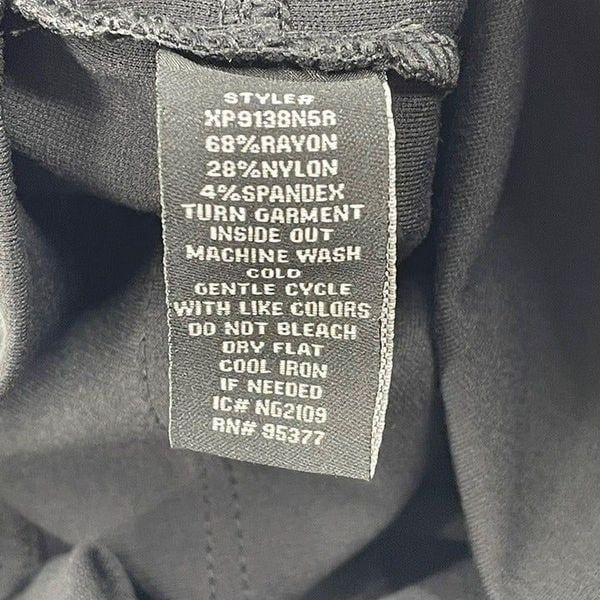 STYLE#
XP9138N5R
68%RAYON
28%NYLON
4%SPANDEX
TURN GARMENT
INSIDE OUT
MACHINE WASH
COLD
GENTLE CYCLE
WITH LIKE COLORS
DO NOT BLEACH
DRY FLAT
COOL IRON
IF NEEDED
IC# NG2109
RN# 95377